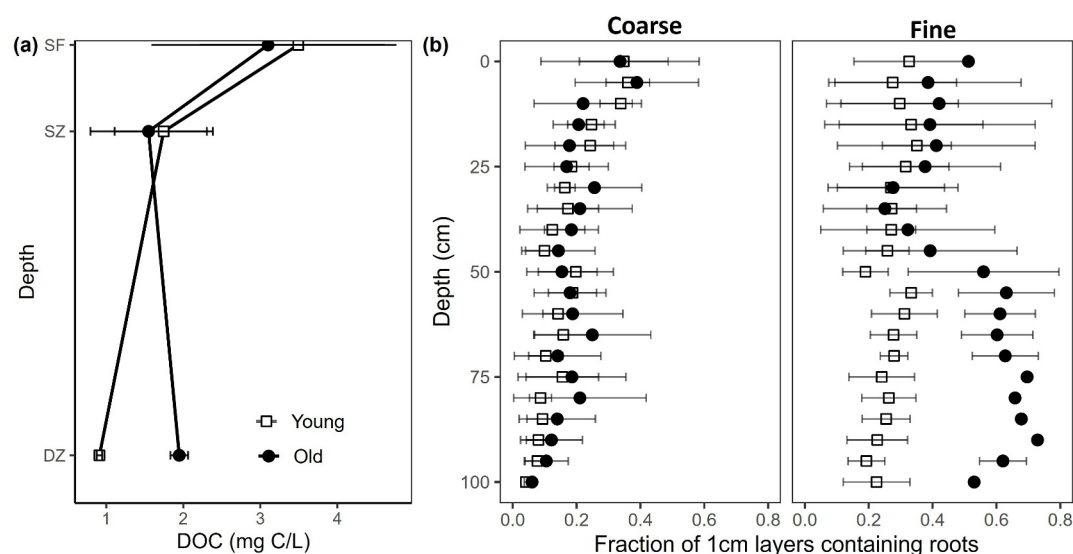 (a)
SF
SZ
DZ
Depth
Young
Old
1 2 3 4
DOC (mg C/L)
(b)
Coarse Fine
0
25
50
75
100
Depth (cm)
0.0 0.2 0.4 0.6 0.8 0.0 0.2 0.4 0.6 0.8
Fraction of 1cm layers containing roots